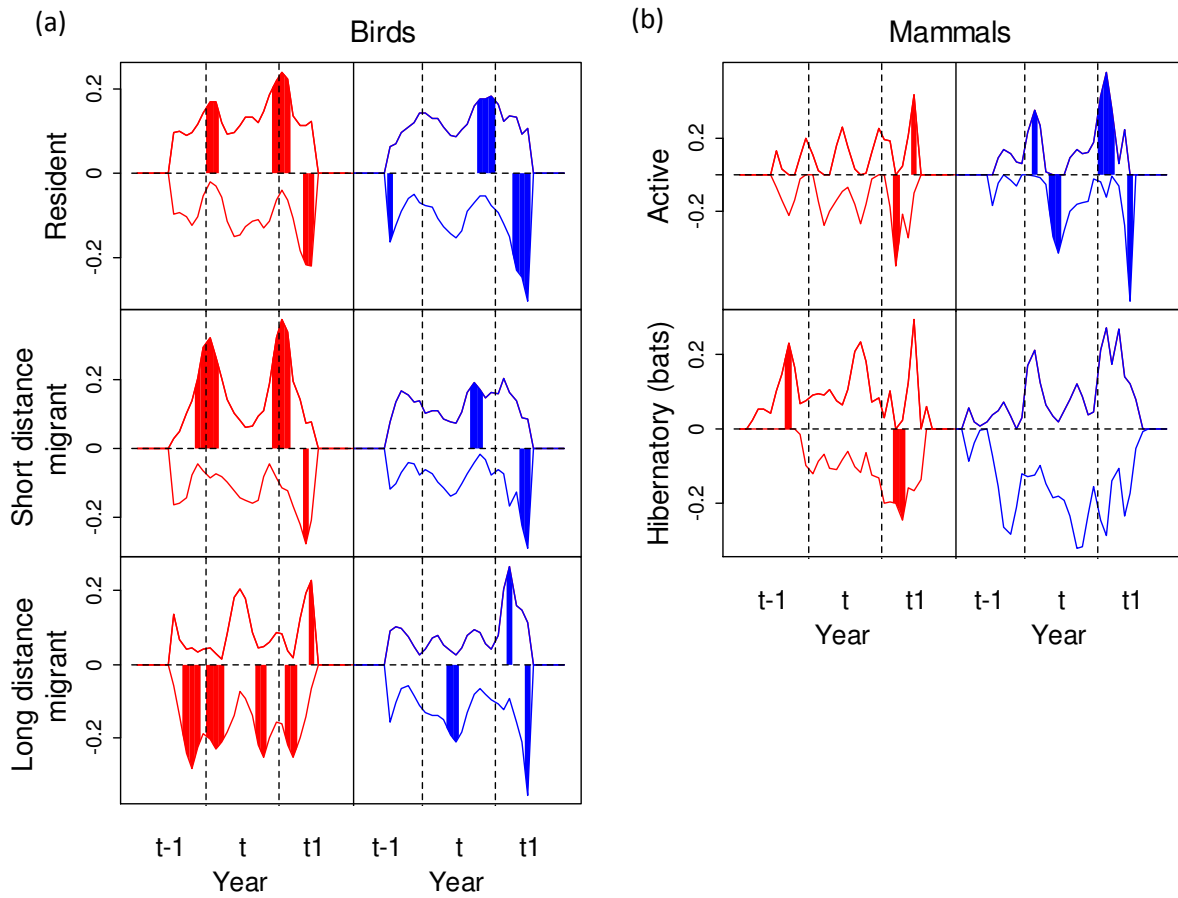 (a)
Birds
Resident
0.2
0
-0.2
Short distance
migrant
0.2
0
-0.2
Long distance
migrant
0.2
0
-0.2
t-1 t t1 t-1 t t1
Year Year
(b)
Mammals
Active
0.2
0
-0.2
Hibernatory (bats)
0.2
0
-0.2
t-1 t t1 t-1 t t1
Year Year